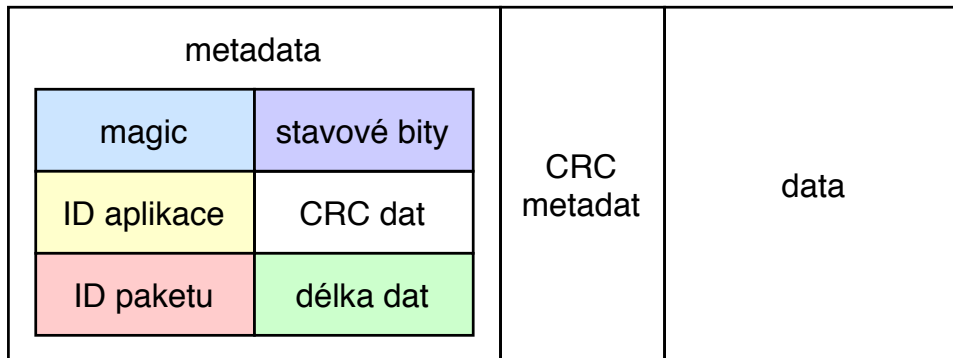 metadata
magic
stavové bity
ID aplikace
CRC dat
ID paketu
délka dat
CRC
metadat
data